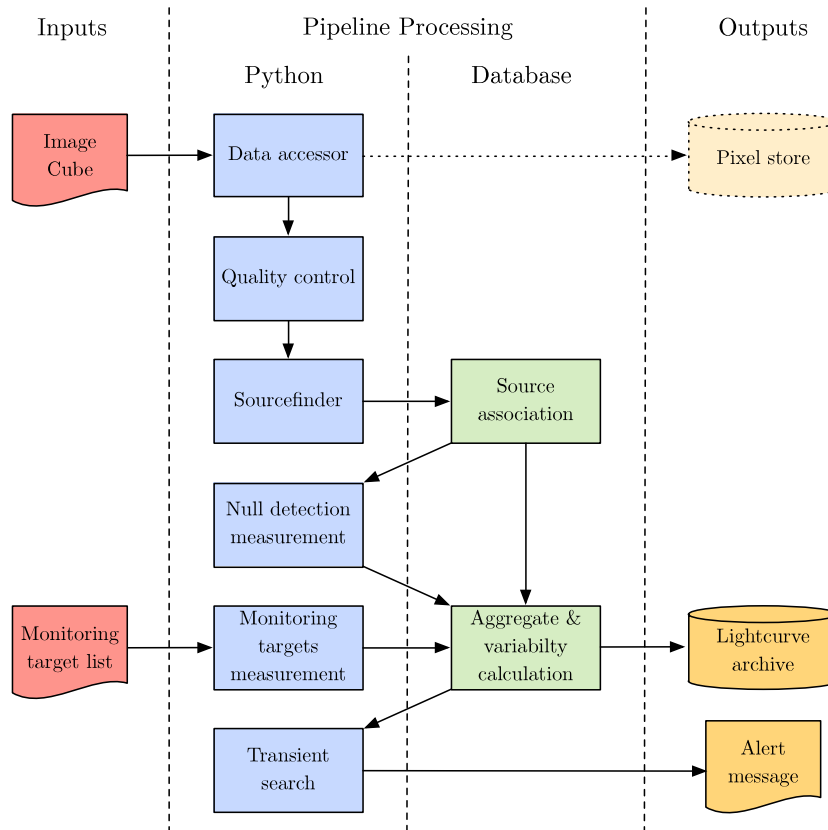 Inputs
Pipeline Processing
Outputs
Python
Database
Image
Cube
Data accessor
Pixel store
Quality control
Sourcefinder
Source
association
Null detection
measurement
Monitoring
target list
Monitoring
targets
measurement
Aggregate &
variabilty
calculation
Lightcurve
archive
Transient
search
Alert
message